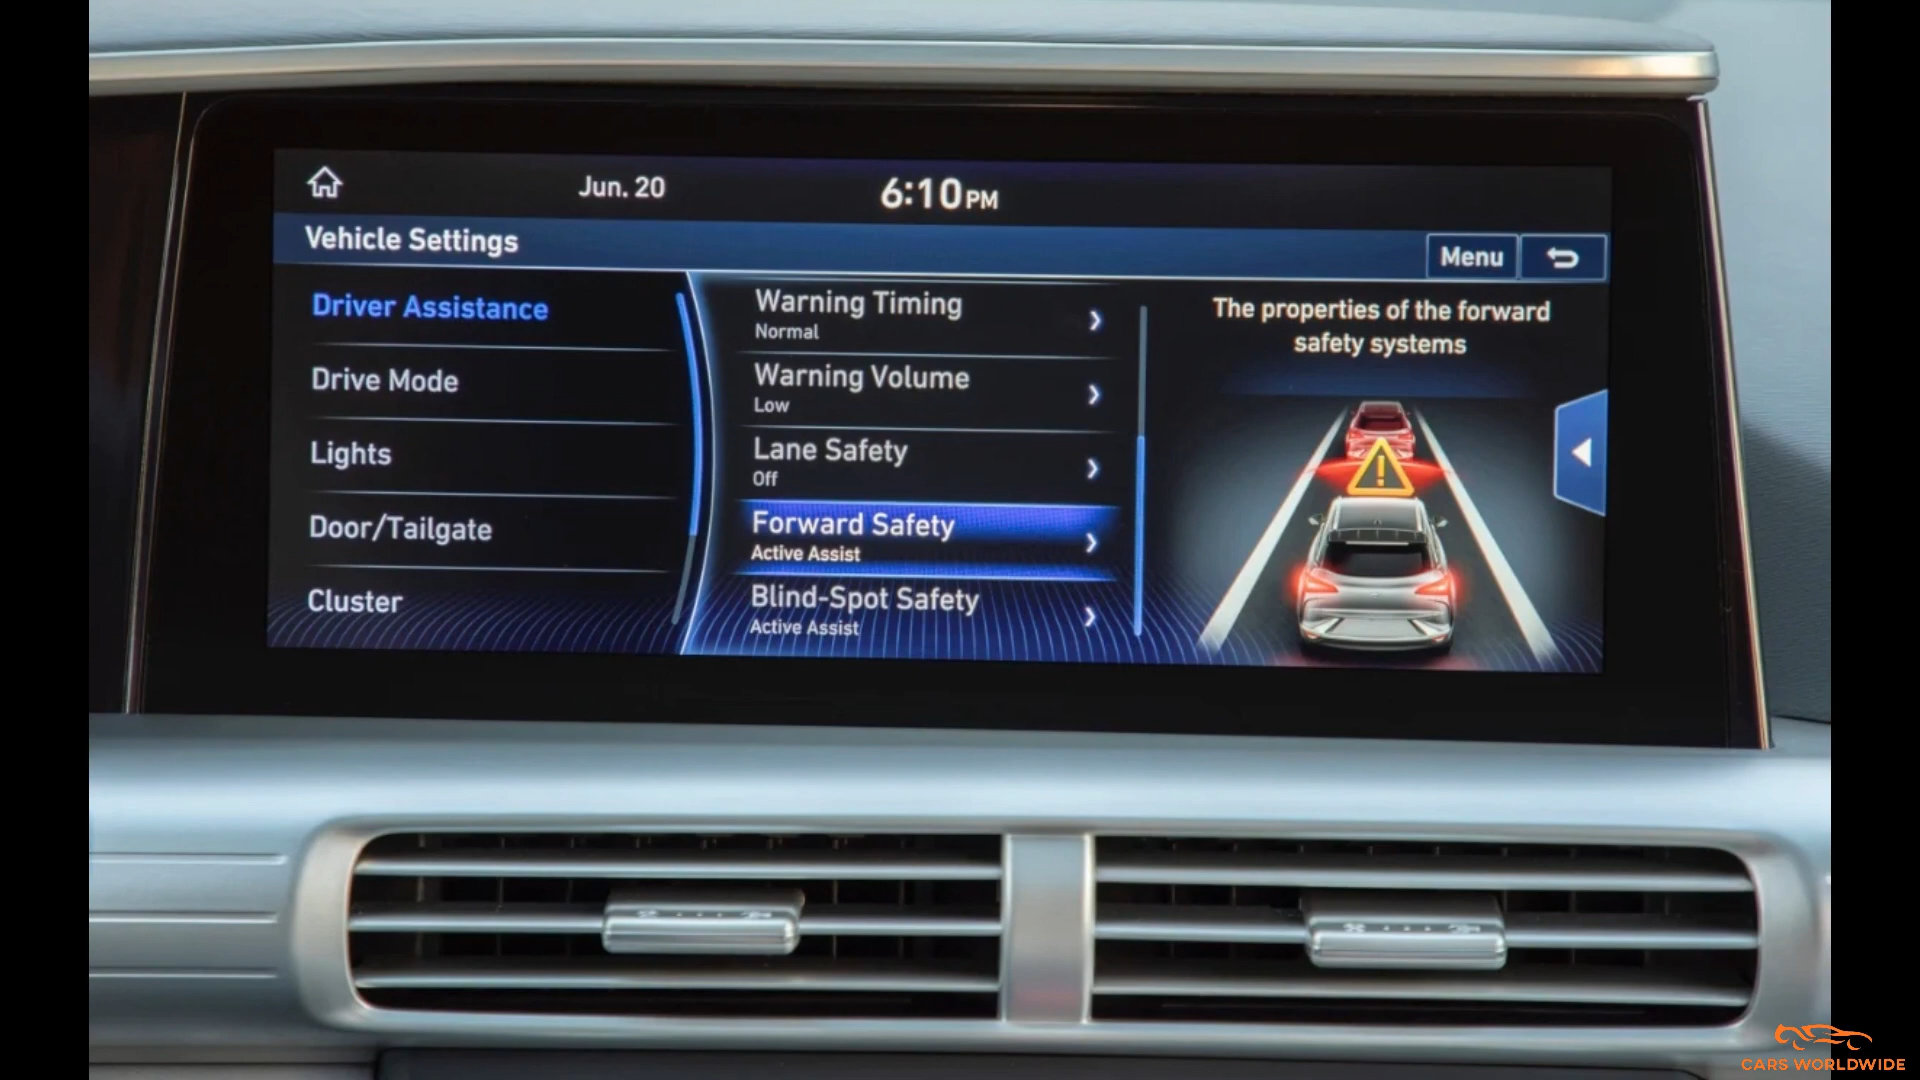 Jun. 20
6:10PM
Vehicle Settings
Menu
Driver Assistance
Drive Mode
Lights
Door/Tailgate
Cluster
Warning Timing
Normal
Warning Volume
Low
Lane Safety
Off
Forward Safety
Active Assist
Blind-Spot Safety
Active Assist
The properties of the forward
safety systems
CARS WORLDWIDE